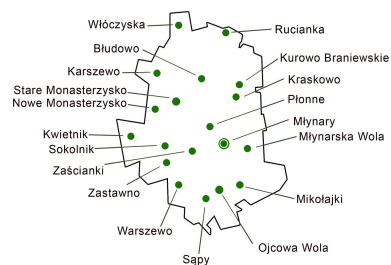 Włóczyska
Rucianka
Błudowo
Kurowo Braniewskie
Karszewo
Kraskowo
Stare Monasterzysko
Nowe Monasterzysko
Płonne
Młynary
Kwietnik
Młynarska Wola
Sokolnik
Zaścianki
Zastawno
Mikołajki
Warszewo
Ojcowa Wola
Sąpy